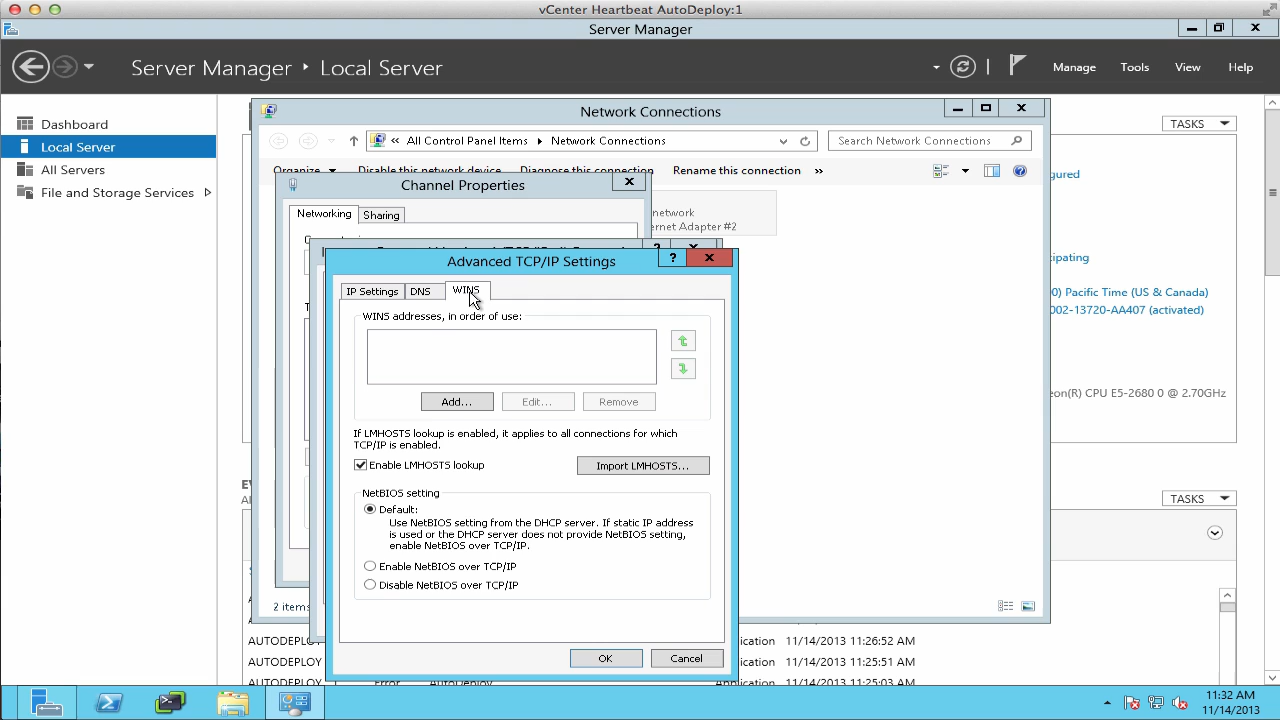 vCenter Heartbeat AutoDeploy:1
Server Manager
Server Manager ‣ Local Server
Manage
Tools
View
Help
Dashboard
Local Server
All Servers
File and Storage Services
TASKS
Network Connections
« All Control Panel Items ▸ Network Connections
Search Network Connections
Organize
Disable this network device
Diagnose this connection
Rename this connection
»
Channel Properties
Networking
Sharing
network
ernet Adapter #2
gured
ipating
0) Pacific Time (US & Canada)
002-13720-AA407 (activated)
eon(R) CPU E5-2680 0 @ 2.70GHz
Advanced TCP/IP Settings
?
IP Settings
DNS
WINS
WINS addresses, in order of use:
Add...
Edit...
Remove
If LMHOSTS lookup is enabled, it applies to all connections for which
TCP/IP is enabled.
Enable LMHOSTS lookup
Import LMHOSTS...
NetBIOS setting
Default:
Use NetBIOS setting from the DHCP server. If static IP address
is used or the DHCP server does not provide NetBIOS setting,
enable NetBIOS over TCP/IP.
Enable NetBIOS over TCP/IP
Disable NetBIOS over TCP/IP
OK
Cancel
2 items
TASKS
AUTODEPLOY
lication
11/14/2013 11:26:52 AM
AUTODEPLOY
11/14/2013 11:25:51 AM
AUTODEPLOY
Error
AutoDeploy
Application
11/14/2013 11:25:03 AM
11:32 AM
11/14/2013